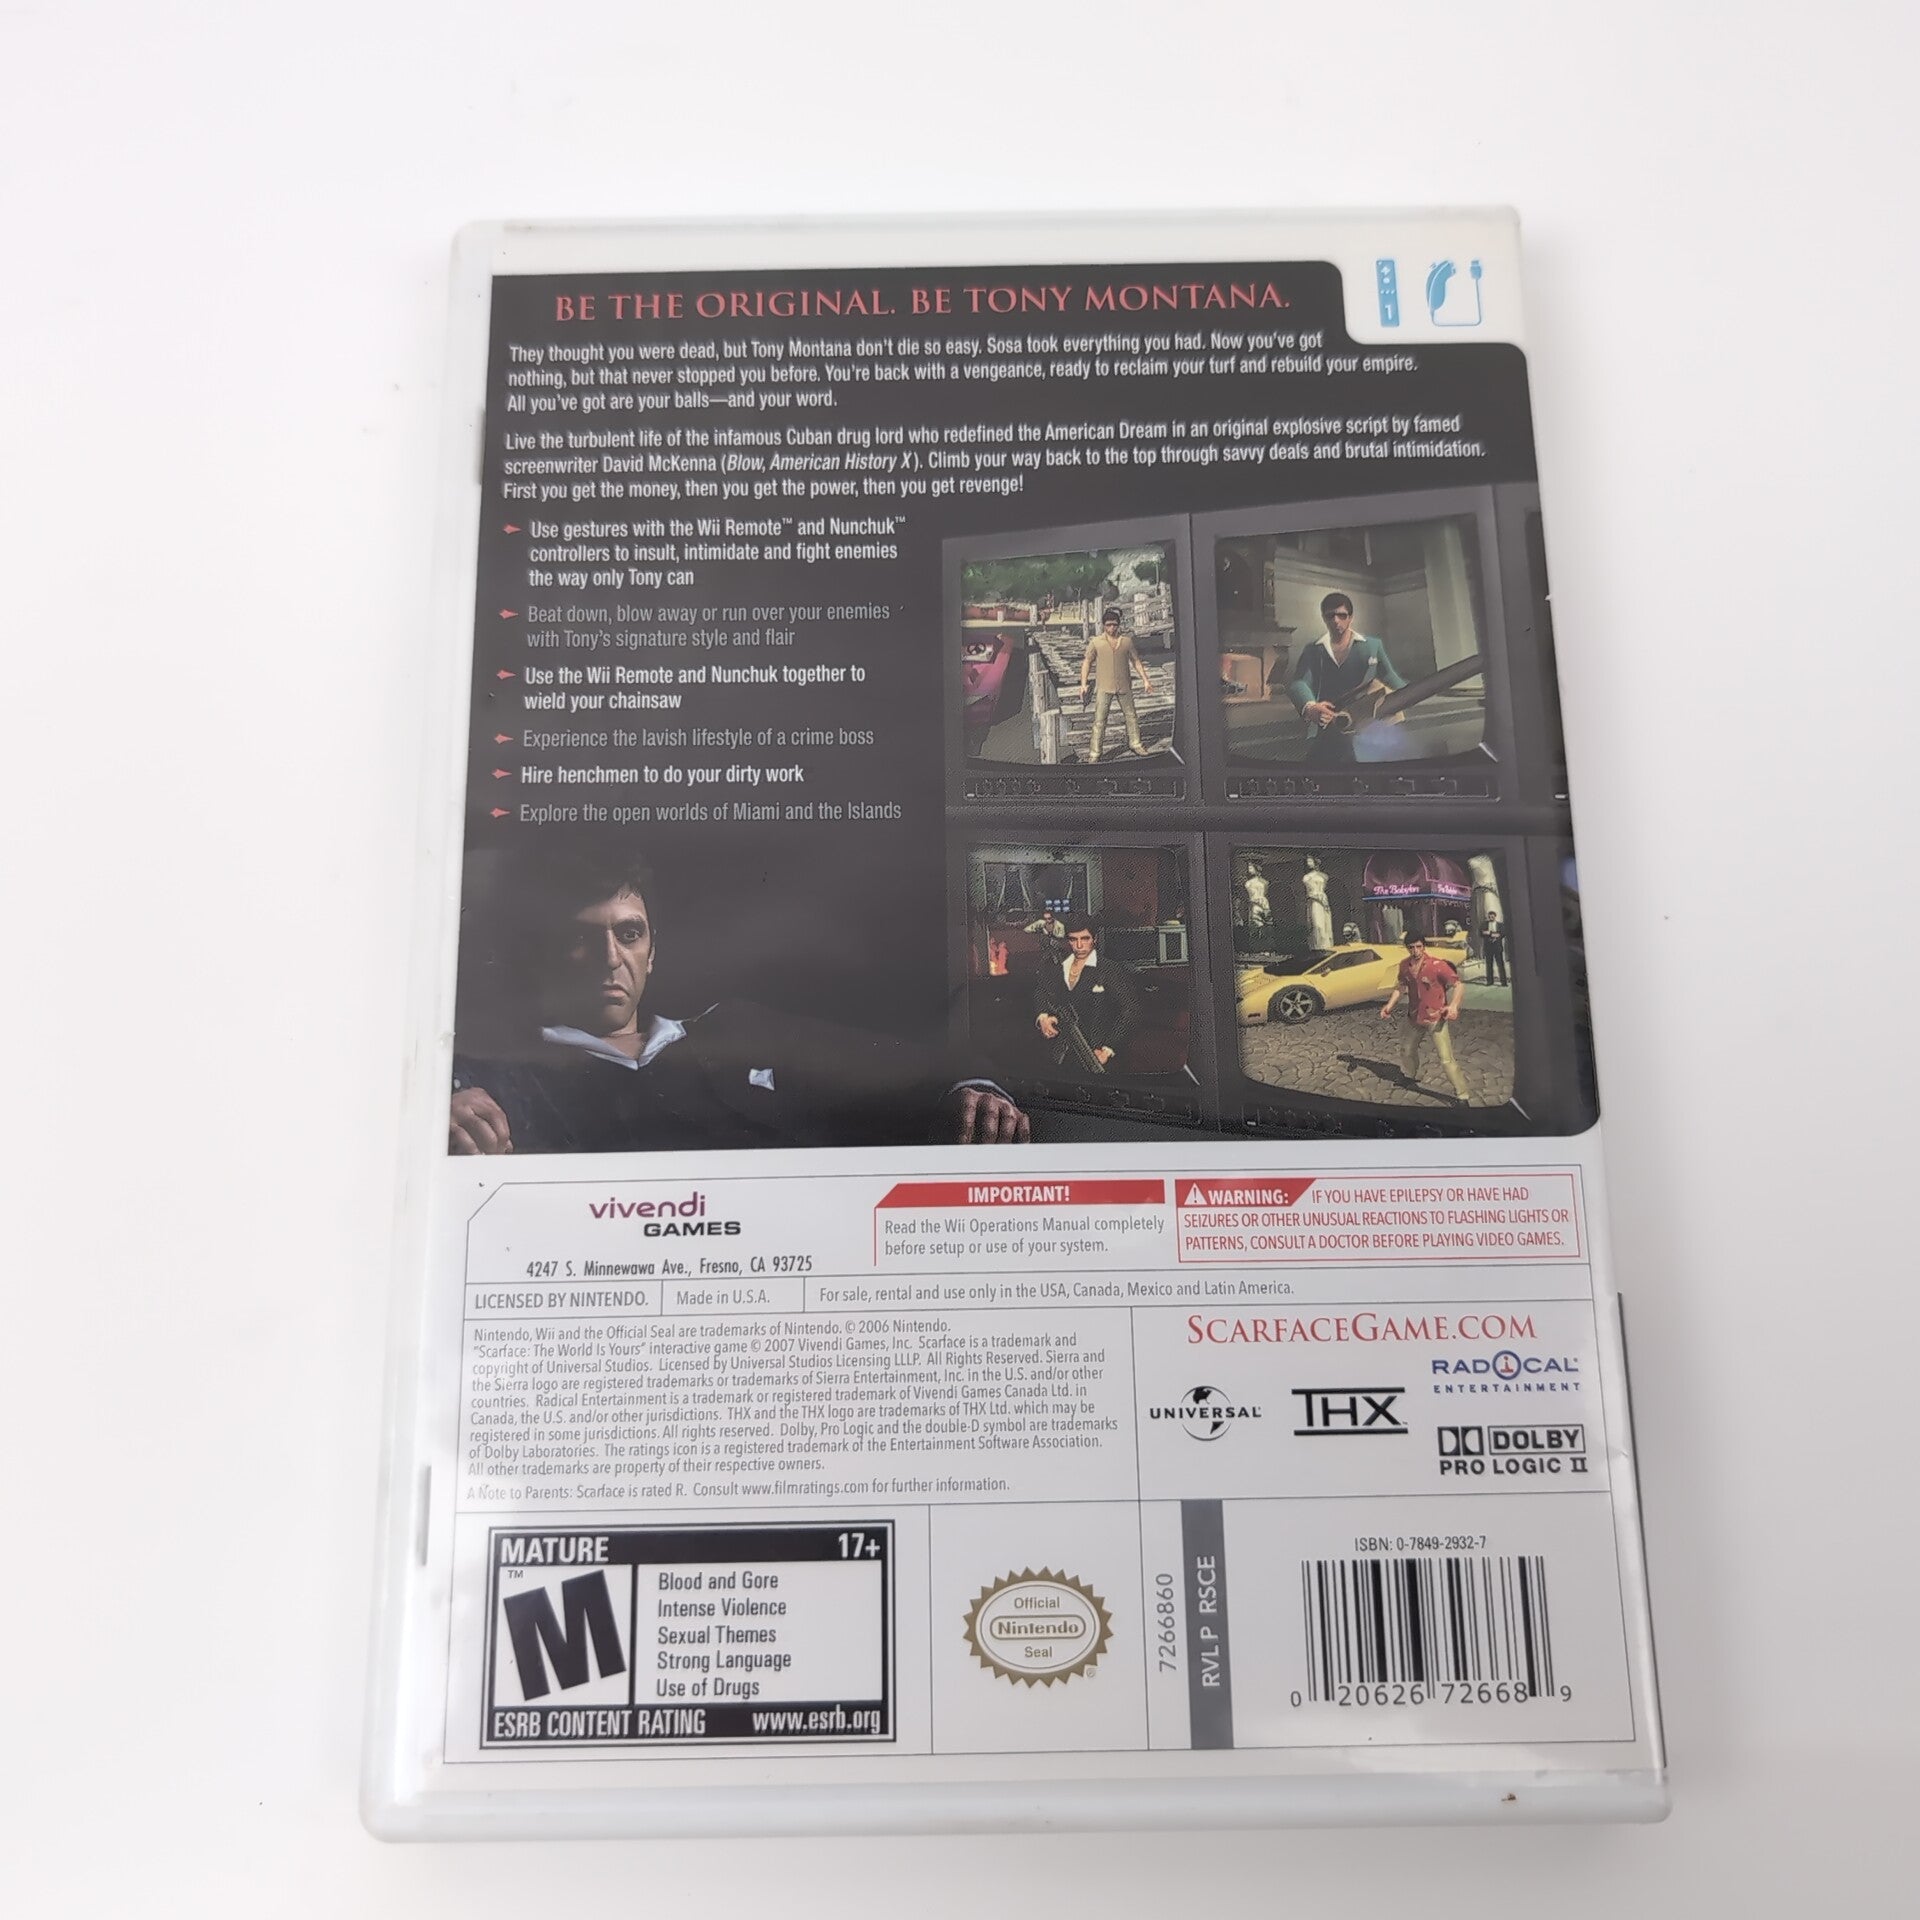 BE THE ORIGINAL. BE TONY MONTANA.
1
They thought you were dead, but Tony Montana don't die so easy. Sosa took everything you had. Now you've got
nothing, but that never stopped you before. You're back with a vengeance, ready to reclaim your turf and rebuild your empire.
All you've got are your balls—and your word.
Live the turbulent life of the infamous Cuban drug lord who redefined the American Dream in an original explosive script by famed
screenwriter David McKenna (Blow, American History X). Climb your way back to the top through savvy deals and brutal intimidation.
First you get the money, then you get the power, then you get revenge!
Use gestures with the Wii Remote™ and Nunchuk™
controllers to insult, intimidate and fight enemies
the way only Tony can
Beat down, blow away or run over your enemies
with Tony's signature style and flair
Use the Wii Remote and Nunchuk together to
wield your chainsaw
Experience the lavish lifestyle of a crime boss
Hire henchmen to do your dirty work
Explore the open worlds of Miami and the Islands
The Babylon
vivendi
GAMES
4247 S. Minnewawa Ave., Fresno, CA 93725
IMPORTANT!
Read the Wii Operations Manual completely
before setup or use of your system.
WARNING: IF YOU HAVE EPILEPSY OR HAVE HAD
SEIZURES OR OTHER UNUSUAL REACTIONS TO FLASHING LIGHTS OR
PATTERNS, CONSULT A DOCTOR BEFORE PLAYING VIDEO GAMES.
LICENSED BY NINTENDO.
Made in U.S.A.
For sale, rental and use only in the USA, Canada, Mexico and Latin America.
Nintendo, Wii and the Official Seal are trademarks of Nintendo. © 2006 Nintendo.
"Scarface: The World Is Yours" interactive game © 2007 Vivendi Games, Inc. Scarface is a trademark and
copyright of Universal Studios. Licensed by Universal Studios Licensing LLLP. All Rights Reserved. Sierra and
the Sierra logo are registered trademarks or trademarks of Sierra Entertainment, Inc. in the U.S. and/or other
countries. Radical Entertainment is a trademark or registered trademark of Vivendi Games Canada Ltd. in
Canada, the U.S. and/or other jurisdictions. THX and the THX logo are trademarks of THX Ltd. which may be
registered in some jurisdictions. All rights reserved. Dolby, Pro Logic and the double-D symbol are trademarks
of Dolby Laboratories. The ratings icon is a registered trademark of the Entertainment Software Association.
All other trademarks are property of their respective owners.
A Note to Parents: Scarface is rated R. Consult www.filmratings.com for further information.
SCARFACEGAME.COM
RADICAL
ENTERTAINMENT
UNIVERSAL
THX
DOLBY
PRO LOGIC II
MATURE 17+
TM
M
Blood and Gore
Intense Violence
Sexual Themes
Strong Language
Use of Drugs
ESRB CONTENT RATING www.esrb.org
Official
Nintendo
Seal
®
7266860
RVL P RSCE
ISBN: 0-7849-2932-7
0 20626 72668 9